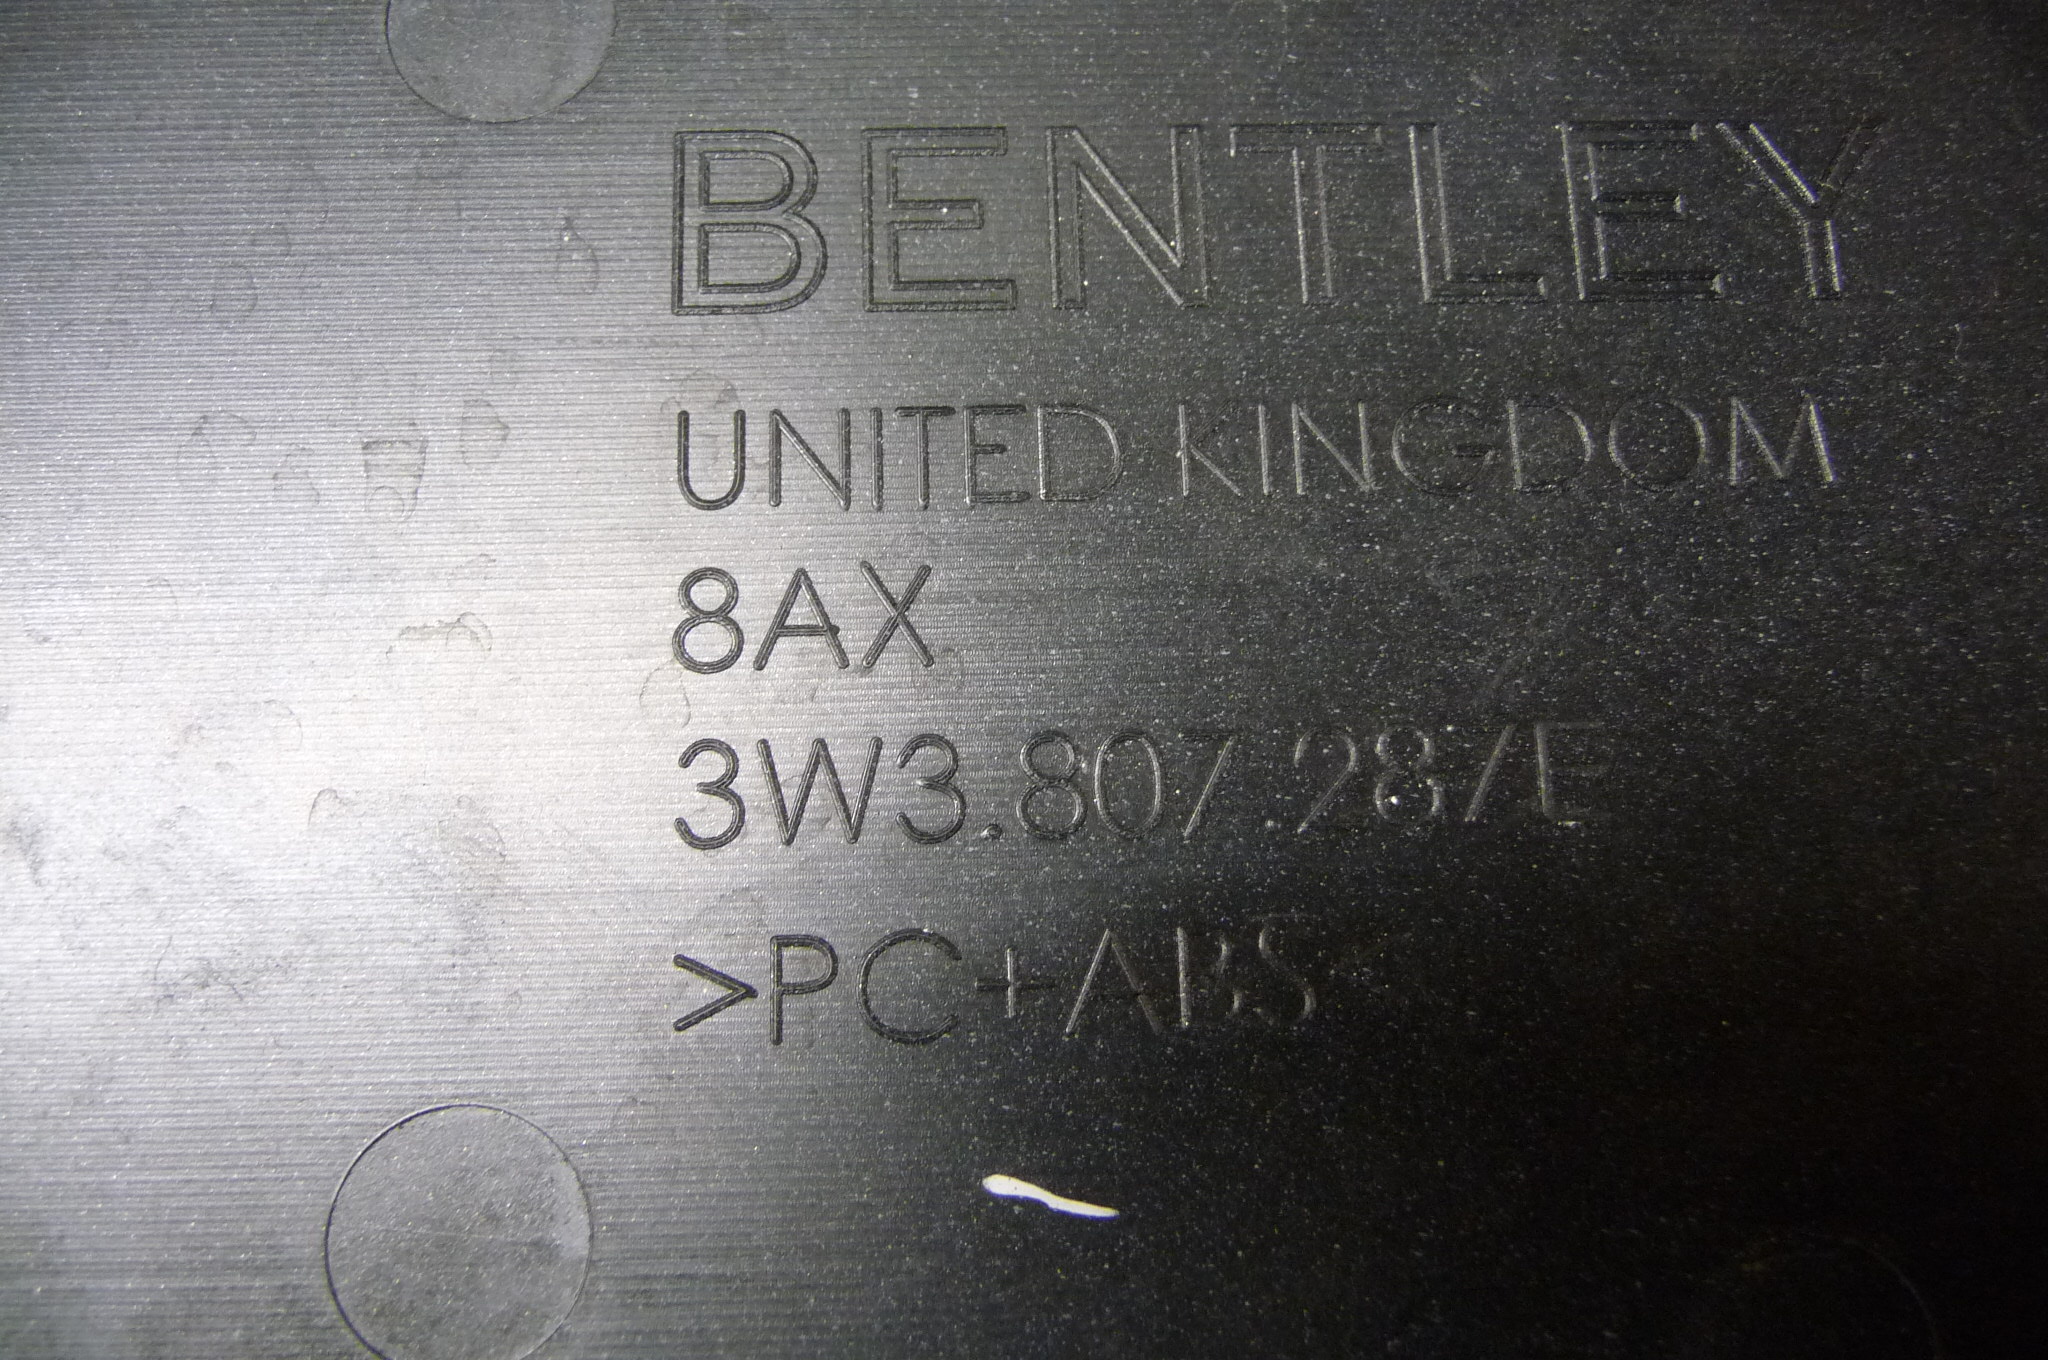 BENTLEY
UNITED KINGDOM
8AX
3W3.807.287E
>PC+ABS